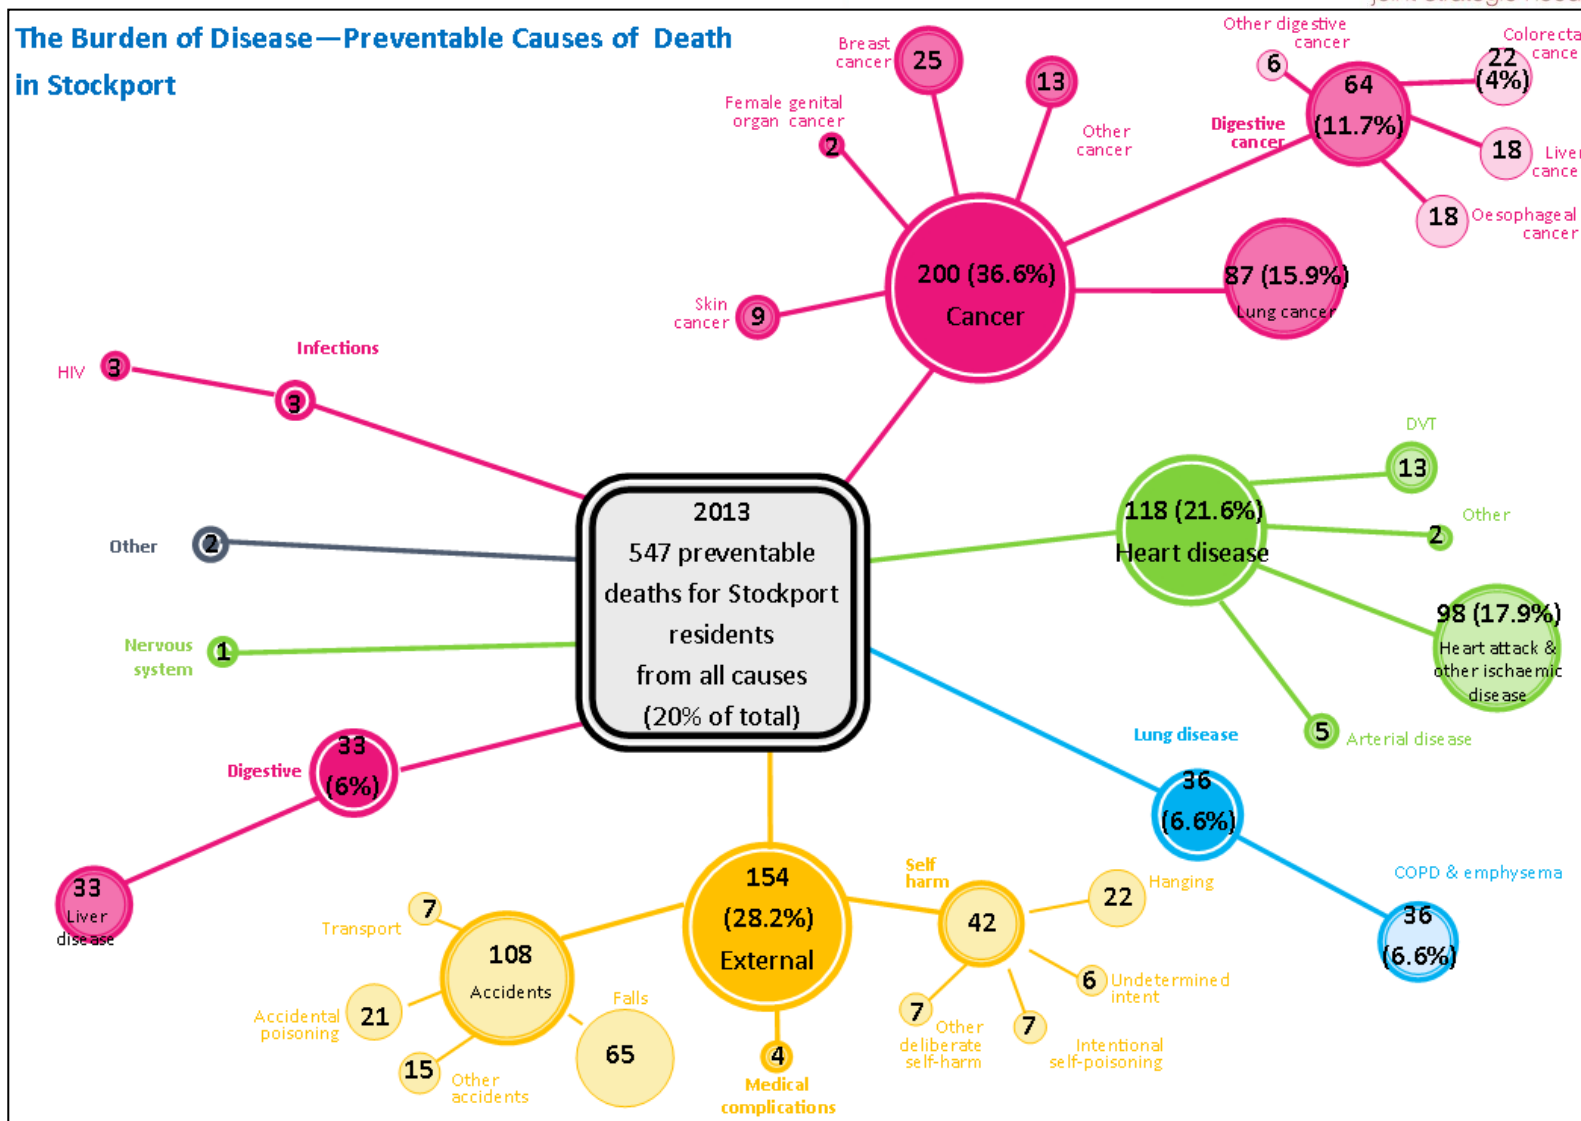 The Burden of Disease—Preventable Causes of Death
in Stockport
Breast
cancer
25
13
Other
cancer
Female genital
organ cancer
2
Skin
cancer
9
200 (36.6%)
Cancer
Other digestive
cancer
6
64
(11.7%)
Digestive
cancer
Colorecta
cance
22
(4%)
18
Liver
cance
18
Oesophageal
cancer
87 (15.9%)
Lung cancer
Infections
HIV
3
3
Other
2
Nervous
system
1
2013
547 preventable
deaths for Stockport
residents
from all causes
(20% of total)
DVT
13
118 (21.6%)
Heart disease
Other
2
98 (17.9%)
Heart attack &
other ischaemic
disease
5
Arterial disease
Lung disease
36
(6.6%)
COPD & emphysema
36
(6.6%)
Digestive
33
(6%)
33
Liver
disease
154
(28.2%)
External
Self
harm
42
22
Hanging
6
Undetermined
intent
7
Intentional
self-poisoning
7
Other
deliberate
self-harm
4
Medical
complications
Transport
7
108
Accidents
Accidental
poisoning
21
15
Other
accidents
Falls
65